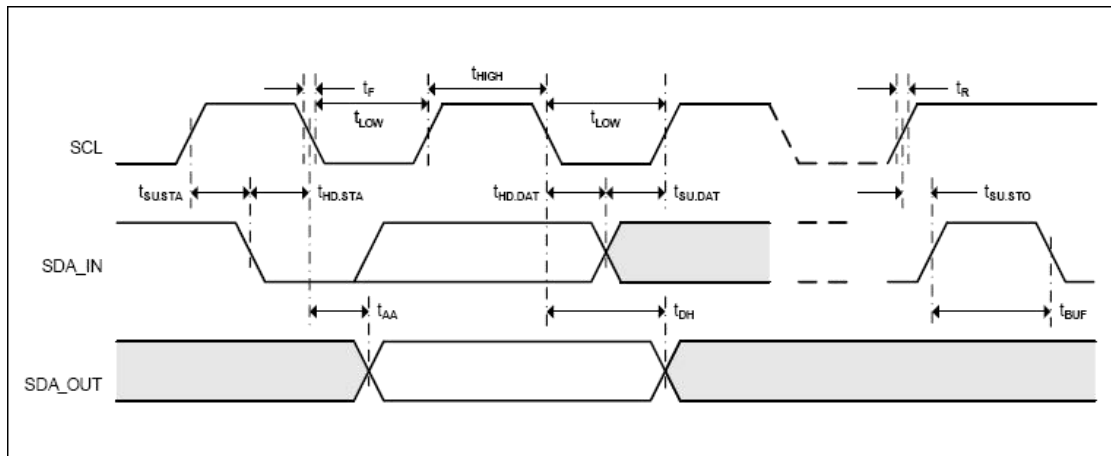 tHIGH
tF
tR
tLOW
tLOW
SCL
tSU.STA
tHD.STA
tHD.DAT
tSU.DAT
tSU.STO
SDA_IN
tAA
tDH
tBUF
SDA_OUT